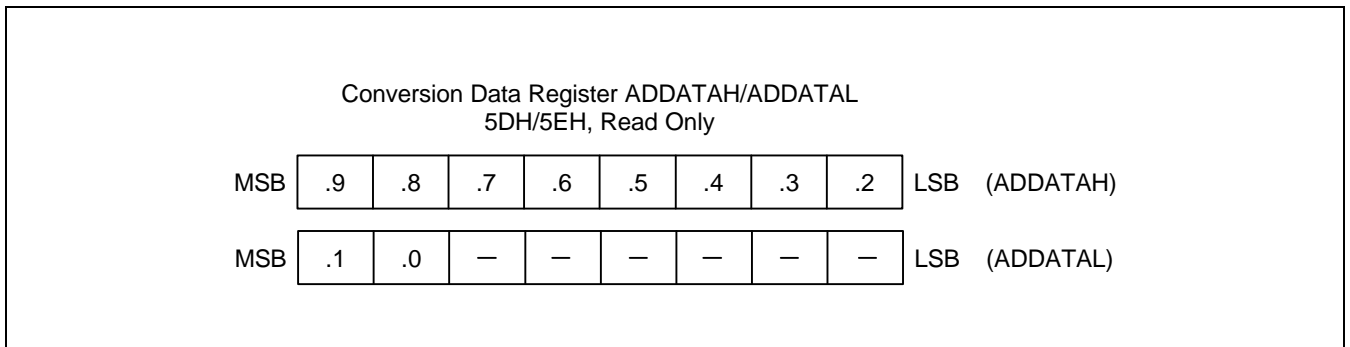 Conversion Data Register ADDATAH/ADDATAL
5DH/5EH, Read Only
MSB .9 .8 .7 .6 .5 .4 .3 .2 LSB (ADDATAH)
MSB .1 .0 – – – – – – LSB (ADDATAL)